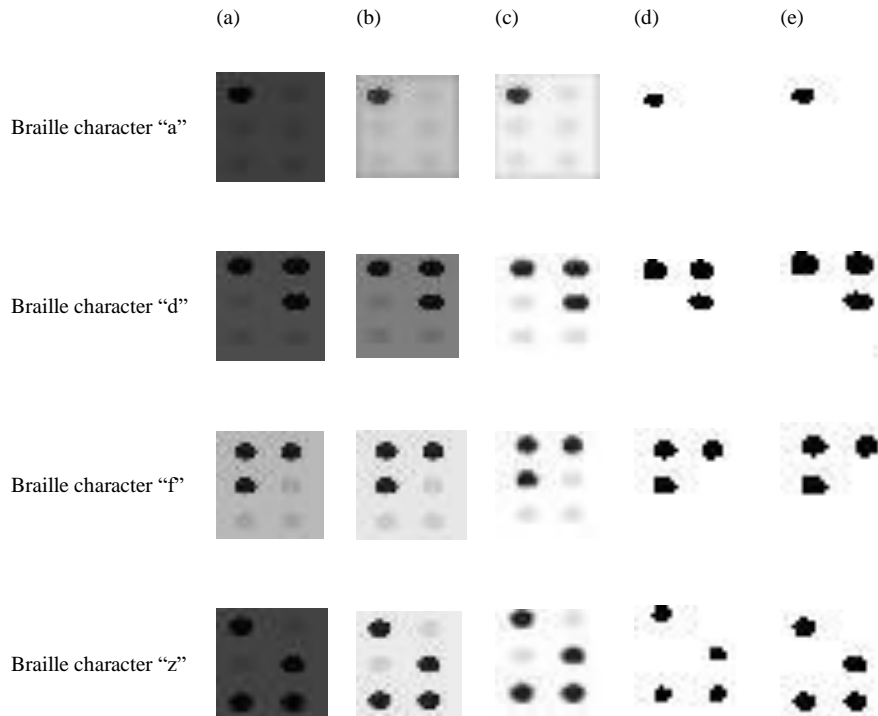 (a) (b) (c) (d) (e)
Braille character “a”
Braille character “d”
Braille character “f”
Braille character “z”